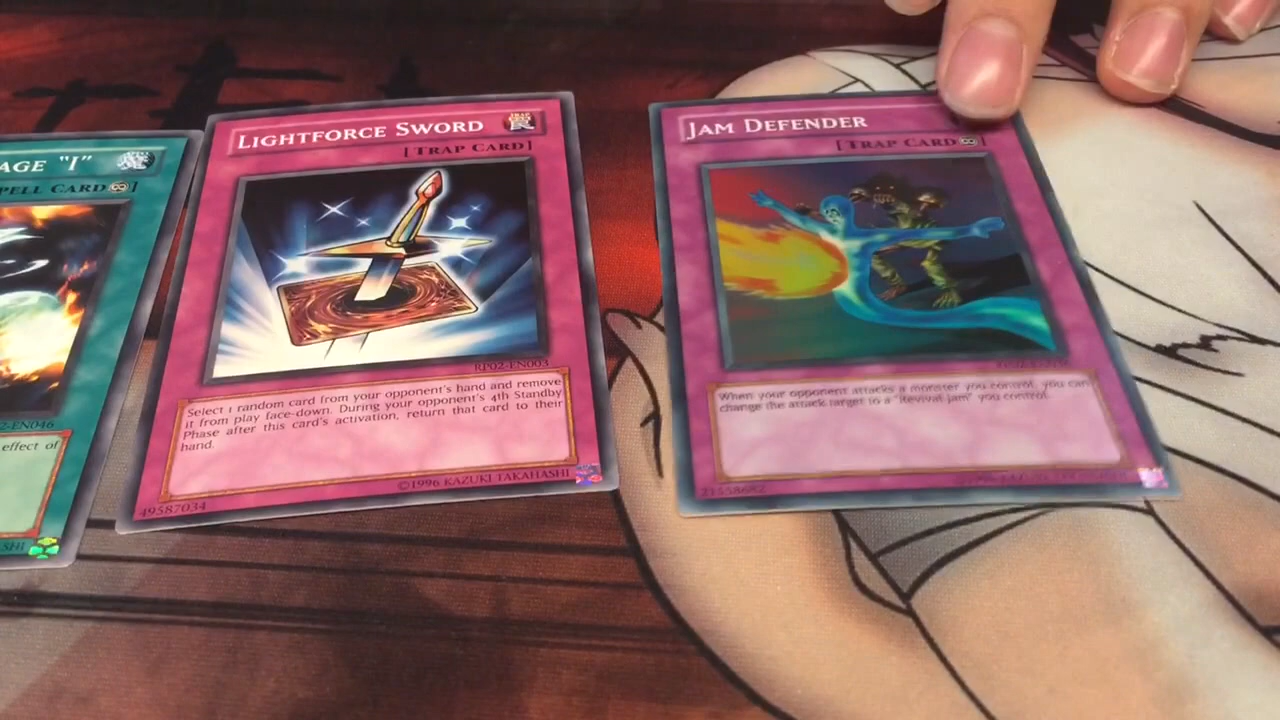 AGE "I"
PELL CARD
2-EN046
effect of
SHI
LIGHTFORCE SWORD
[TRAP CARD]
RP02-EN003
Select 1 random card from your opponent's hand and remove
it from play face-down. During your opponent's 4th Standby
Phase after this card's activation, return that card to their
hand.
©1996 KAZUKI TAKAHASHI
49587034
JAM DEFENDER
[TRAP CARD
When your opponent attacks a monster you control, you can
change the attack target to a "Revival Jam" you control.
21558682